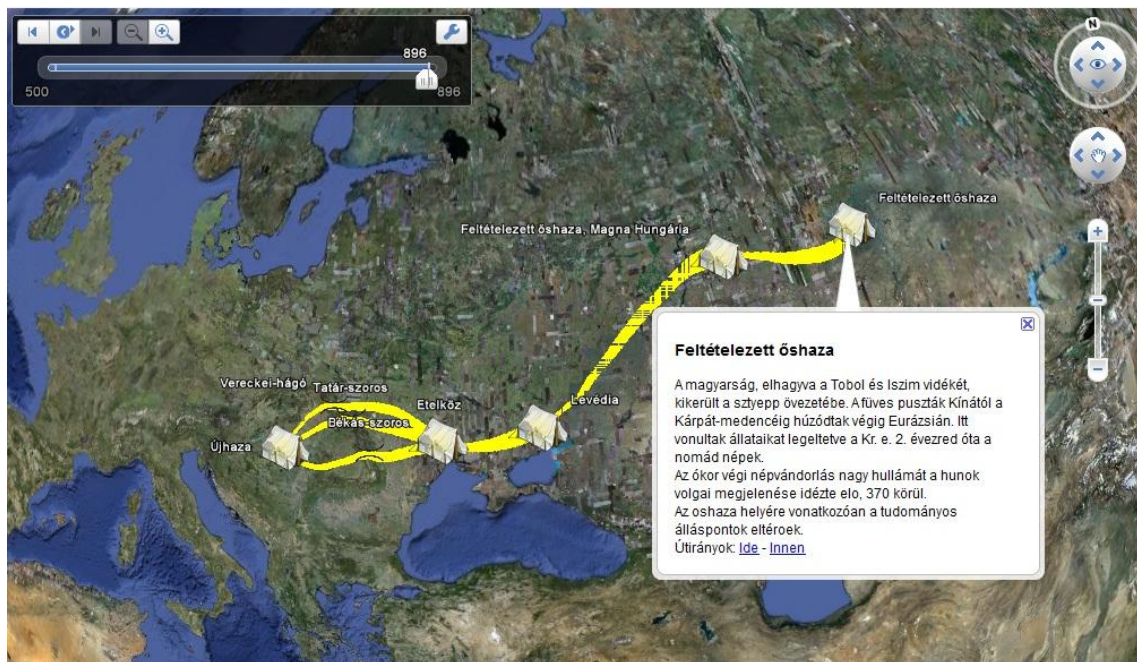 896
500
896
N
Feltételezett őshaza
Feltételezett őshaza, Magna Hungária
Vereckei-hágó
Tatár-szoros
Etelköz
Levédia
Békás-szoros
Újhaza
Feltételezett őshaza
A magyarság, elhagyva a Tobol és Iszim vidékét,
kikerült a sztyepp övezetébe. A füves puszták Kínától a
Kárpát-medencéig húzódtak végig Eurázsián. Itt
vonultak állataikat legeltetve a Kr. e. 2. évezred óta a
nomád népek.
Az ókor végi népvándorlás nagy hullámát a hunok
volgai megjelenése idézte elo, 370 körül.
Az oshaza helyére vonatkozóan a tudományos
álláspontok eltéroek.
Útirányok: Ide - Innen